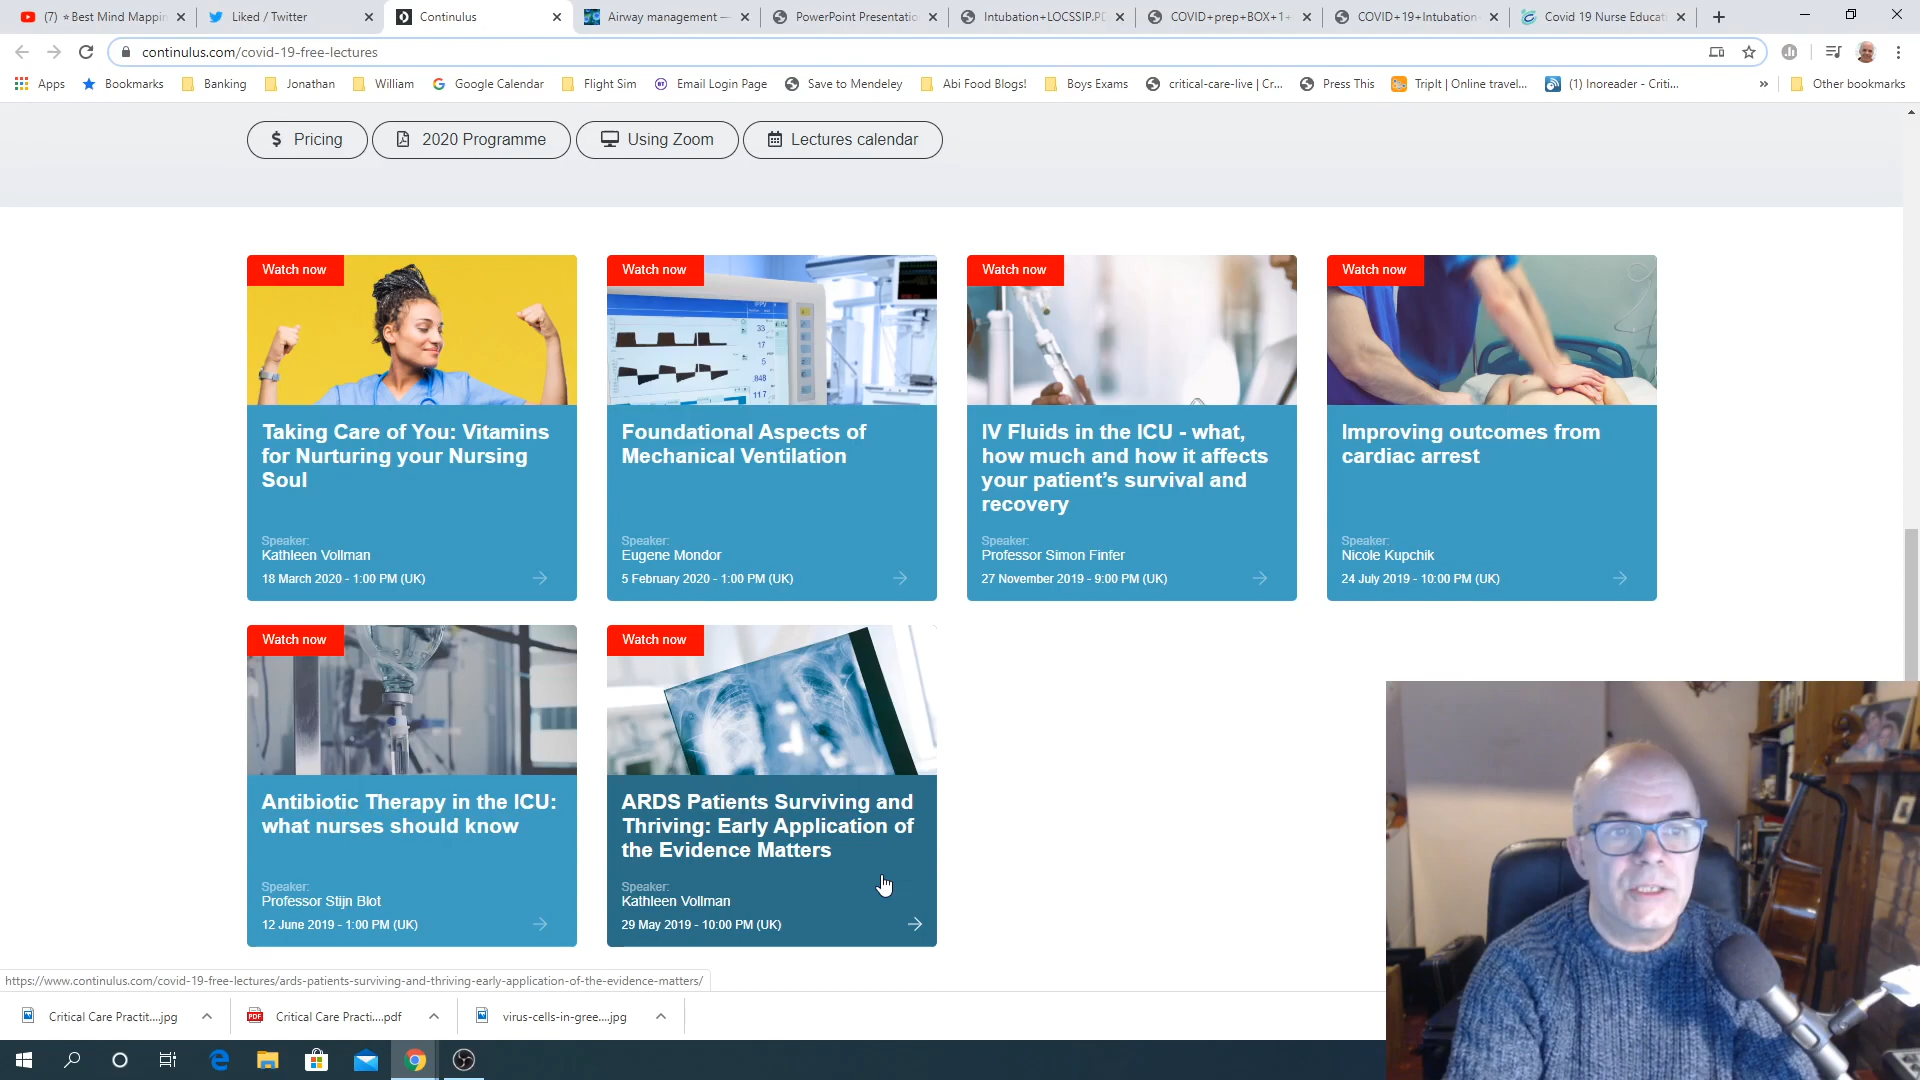 (7) ⭐Best Mind Mappin
Liked / Twitter
Continulus
Airway management —
PowerPoint Presentatio
Intubation+LOCSSIP.PD
COVID+prep+BOX+1+
COVID+19+Intubation
Covid 19 Nurse Educat
continulus.com/covid-19-free-lectures
Apps
Bookmarks
Banking
Jonathan
William
Google Calendar
Flight Sim
Email Login Page
Save to Mendeley
Abi Food Blogs!
Boys Exams
critical-care-live | Cr...
Press This
TripIt | Online travel...
(1) Inoreader - Criti...
»
Other bookmarks
$ Pricing
2020 Programme
Using Zoom
Lectures calendar
Watch now
Taking Care of You: Vitamins
for Nurturing your Nursing
Soul
Speaker:
Kathleen Vollman
18 March 2020 - 1:00 PM (UK)
Watch now
33
17
5
.848
117
Foundational Aspects of
Mechanical Ventilation
Speaker:
Eugene Mondor
5 February 2020 - 1:00 PM (UK)
Watch now
IV Fluids in the ICU - what,
how much and how it affects
your patient’s survival and
recovery
Speaker:
Professor Simon Finfer
27 November 2019 - 9:00 PM (UK)
Watch now
Improving outcomes from
cardiac arrest
Speaker:
Nicole Kupchik
24 July 2019 - 10:00 PM (UK)
Watch now
Antibiotic Therapy in the ICU:
what nurses should know
Speaker:
Professor Stijn Blot
12 June 2019 - 1:00 PM (UK)
Watch now
ARDS Patients Surviving and
Thriving: Early Application of
the Evidence Matters
Speaker:
Kathleen Vollman
29 May 2019 - 10:00 PM (UK)
https://www.continulus.com/covid-19-free-lectures/ards-patients-surviving-and-thriving-early-application-of-the-evidence-matters/
Critical Care Practit....jpg
PDF
Critical Care Practi....pdf
virus-cells-in-gree....jpg